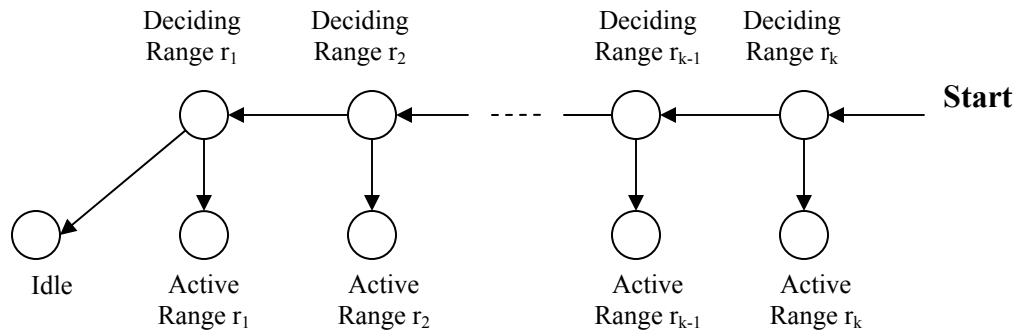 Deciding
Range r₁
Deciding
Range r₂
Deciding
Range rₖ₋₁
Deciding
Range rₖ
Start
Idle
Active
Range r₁
Active
Range r₂
Active
Range rₖ₋₁
Active
Range rₖ